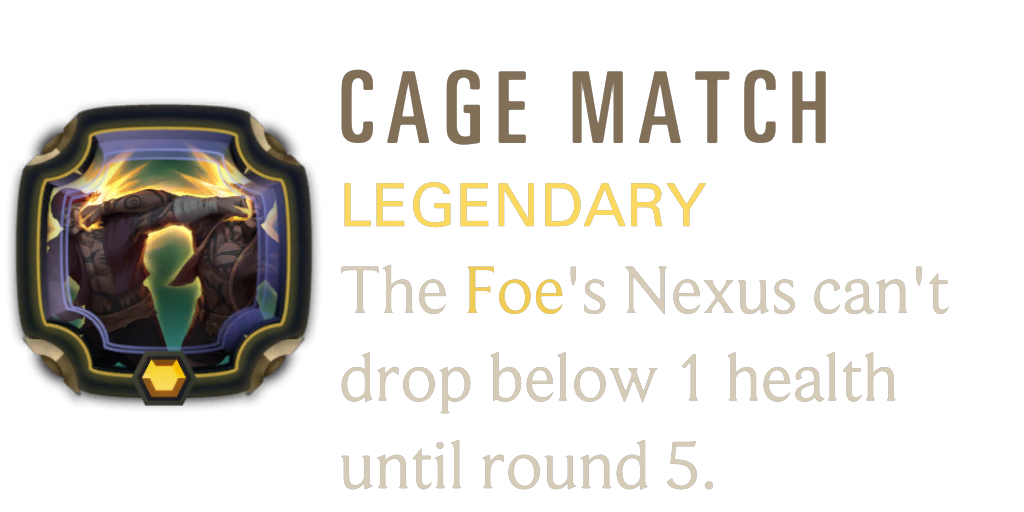 CAGE MATCH
LEGENDARY
The Foe's Nexus can't
drop below 1 health
until round 5.